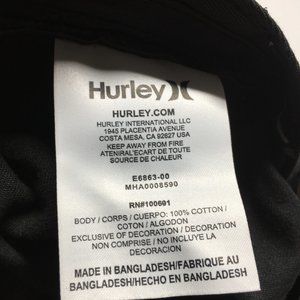 Hurley
HURLEY.COM
HURLEY INTERNATIONAL LLC
1945 PLACENTIA AVENUE
COSTA MESA, CA 92627 USA
KEEP AWAY FROM FIRE
ATENIRAL'ECART DE TOUTE
SOURCE DE CHALEUR
E6863-00
MHA0008590
RN#100601
BODY / CORPS / CUERPO: 100% COTTON /
COTON / ALGODON
EXCLUSIVE OF DECORATION / DECORATION
NON COMPRISE / NO INCLUYE LA
DECORACION
MADE IN BANGLADESH/FABRIQUE AU
BANGLADESH/HECHO EN BANGLADESH